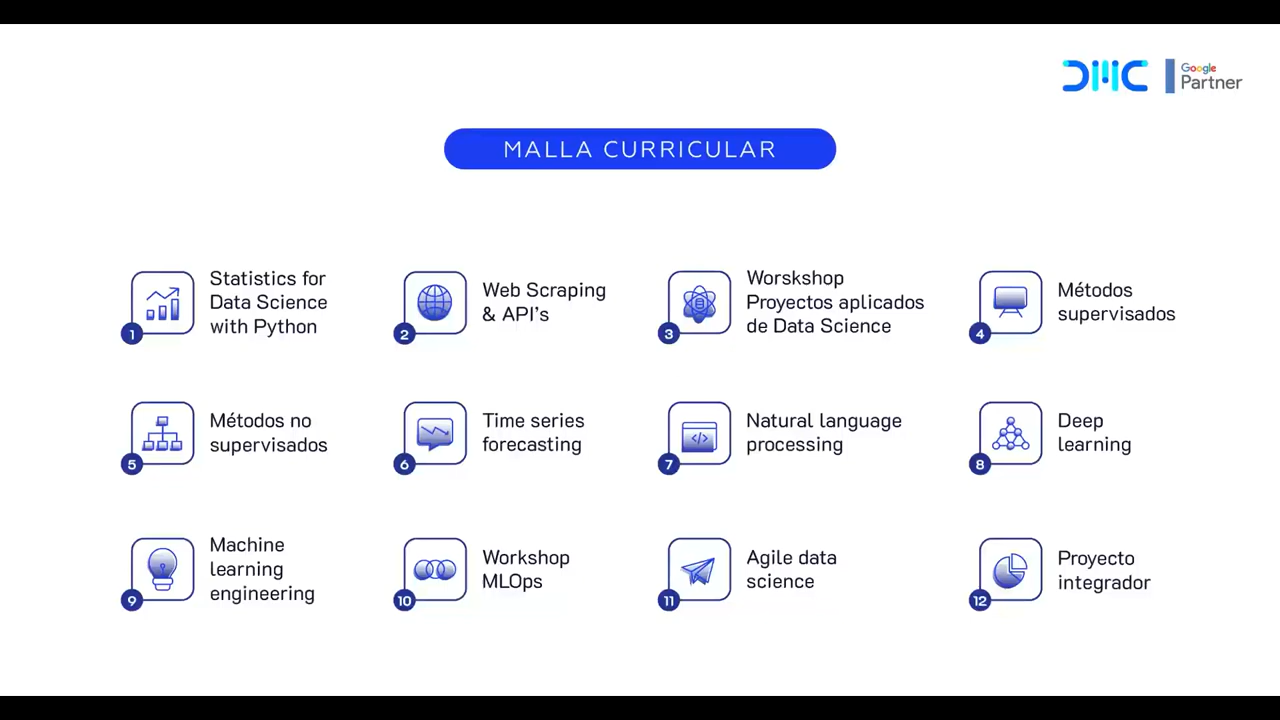 DMC
Google
Partner
MALLA CURRICULAR
Statistics for
Data Science
with Python
1
Web Scraping
& API's
2
Worskshop
Proyectos aplicados
de Data Science
3
Métodos
supervisados
4
Métodos no
supervisados
5
Time series
forecasting
6
Natural language
processing
7
Deep
learning
8
Machine
learning
engineering
9
Workshop
MLOps
10
Agile data
science
11
Proyecto
integrador
12